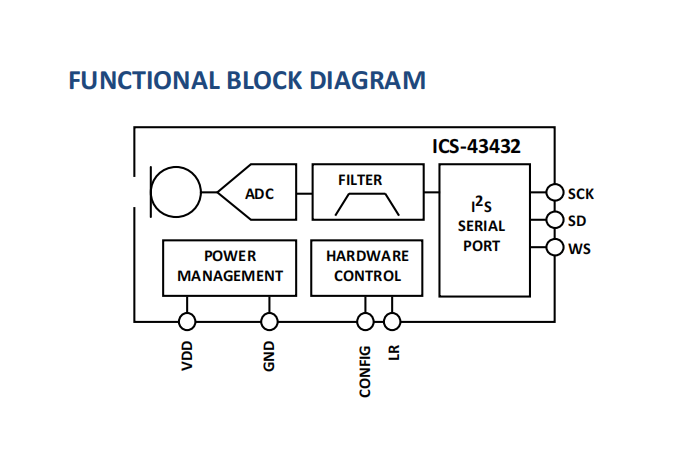 FUNCTIONAL BLOCK DIAGRAM
ICS-43432
ADC
FILTER
I²S
SERIAL
PORT
SCK
SD
WS
POWER
MANAGEMENT
HARDWARE
CONTROL
VDD
GND
CONFIG
LR